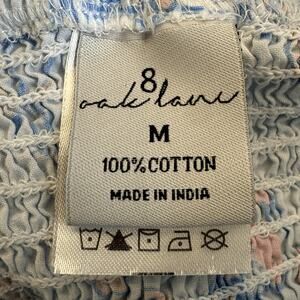 8
oak lane
M
100% COTTON
MADE IN INDIA